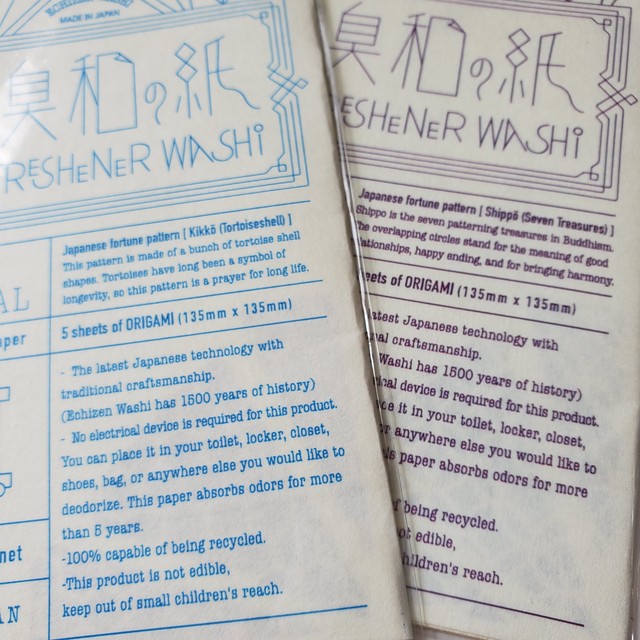 MADE IN JAPAN
臭和の紙
RESHENER WASHi
Japanese fortune pattern [ Kikkō (Tortoiseshell) ]
This pattern is made of a bunch of tortoise shell
shapes. Tortoises have long been a symbol of
longevity, so this pattern is a prayer for long life.
AL
aper
5 sheets of ORIGAMI (135mm x 135mm)
- The latest Japanese technology with
traditional craftsmanship.
(Echizen Washi has 1500 years of history)
- No electrical device is required for this product.
You can place it in your toilet, locker, closet,
shoes, bag, or anywhere else you would like to
deodorize. This paper absorbs odors for more
than 5 years.
-100% capable of being recycled.
-This product is not edible,
keep out of small children's reach.
net
AN
臭和の紙
ESHENER WASHi
Japanese fortune pattern [ Shippō (Seven Treasures) ]
Shippo is the seven patterning treasures in Buddhism.
he overlapping circles stand for the meaning of good
ationships, happy ending, and for bringing harmony.
eets of ORIGAMI (135mm x 135mm)
atest Japanese technology with
nal craftsmanship.
Washi has 1500 years of history)
ical device is required for this product.
ce it in your toilet, locker, closet,
r anywhere else you would like to
is paper absorbs odors for more
f being recycled.
ot edible,
children's reach.